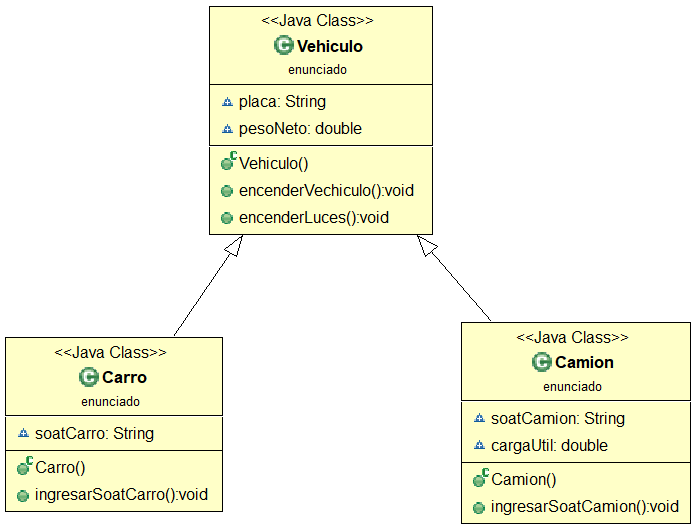 <<Java Class>>
Vehiculo
enunciado
placa: String
pesoNeto: double
Vehiculo()
encenderVechiculo():void
encenderLuces():void
<<Java Class>>
Carro
enunciado
soatCarro: String
Carro()
ingresarSoatCarro():void
<<Java Class>>
Camion
enunciado
soatCamion: String
cargaUtil: double
Camion()
ingresarSoatCamion():void